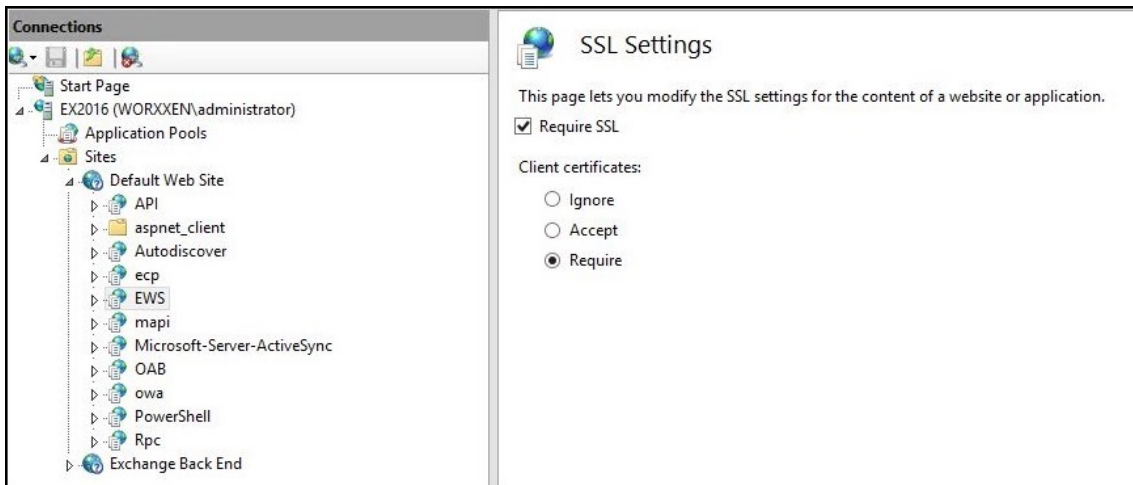 Connections
Start Page
EX2016 (WORXXEN\administrator)
Application Pools
Sites
Default Web Site
API
aspnet_client
Autodiscover
ecp
EWS
mapi
Microsoft-Server-ActiveSync
OAB
owa
PowerShell
Rpc
Exchange Back End
SSL Settings
This page lets you modify the SSL settings for the content of a website or application.
Require SSL
Client certificates:
Ignore
Accept
Require